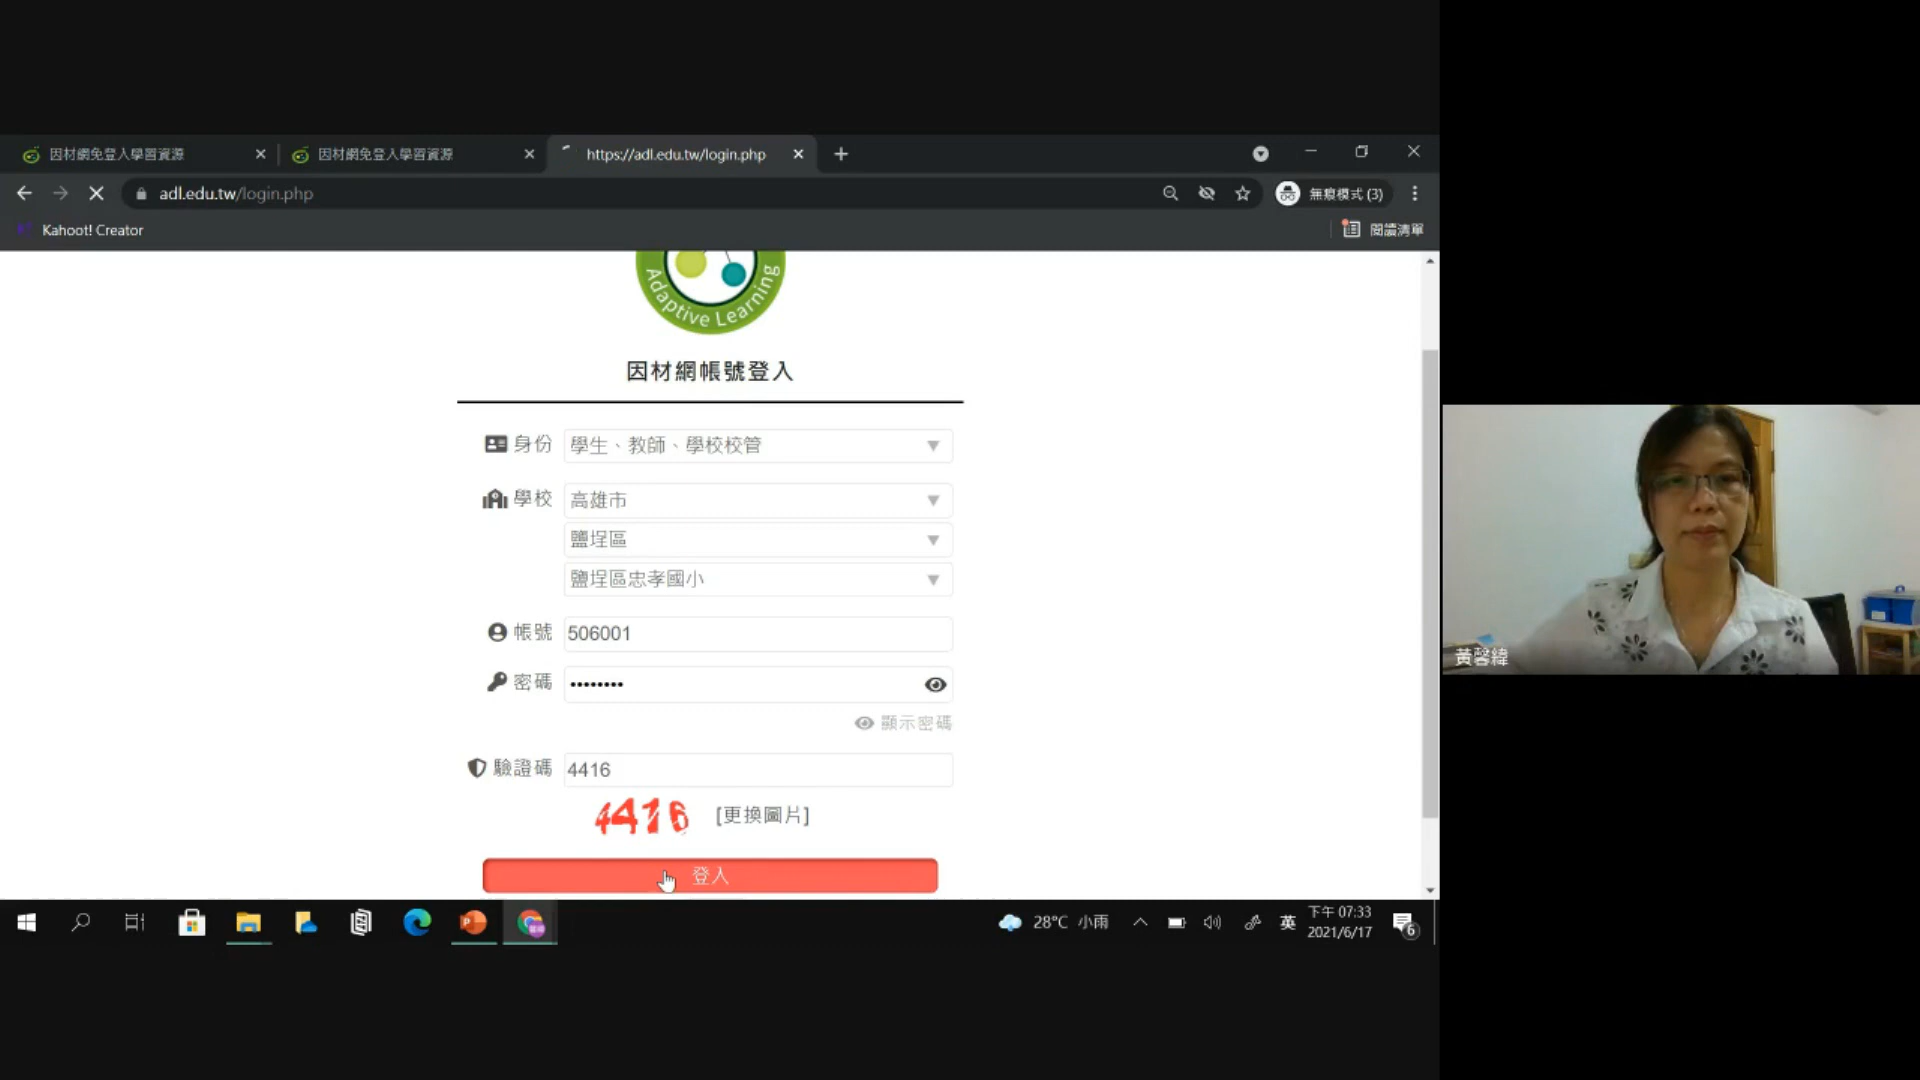 因材網免登入學習資源
因材網免登入學習資源
https://adl.edu.tw/login.php
adl.edu.tw/login.php
無痕模式 (3)
Kahoot! Creator
閱讀清單
Adaptive Learning
因材網帳號登入
身份
學生、教師、學校校管
學校
高雄市
鹽埕區
鹽埕區忠孝國小
帳號
506001
密碼
••••••••
顯示密碼
驗證碼
4416
4416
[更換圖片]
登入
黃馨緯
28°C 小雨
英
下午 07:33
2021/6/17
6